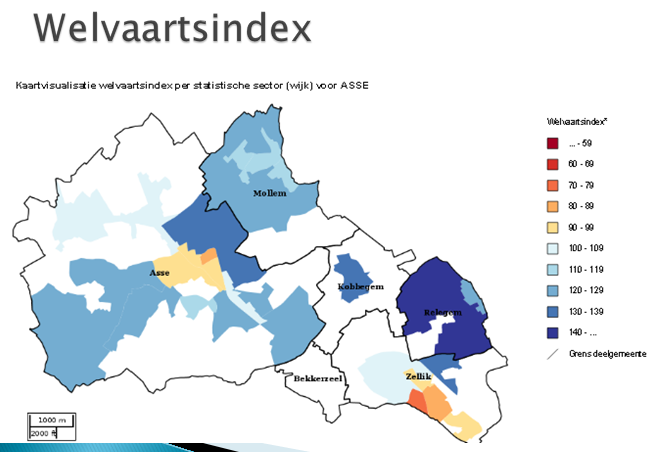 Welvaartsindex
Kaartvisualisatie welvaartsindex per statistische sector (wijk) voor ASSE
Welvaartsindex*
... - 59
60 - 69
70 - 79
80 - 89
90 - 99
100 - 109
110 - 119
120 - 129
130 - 139
140 - ...
Grens deelgemeente
Mollem
Asse
Kobbegem
Relegem
Zellik
Bekkerzeel
1000 m
2000 ft